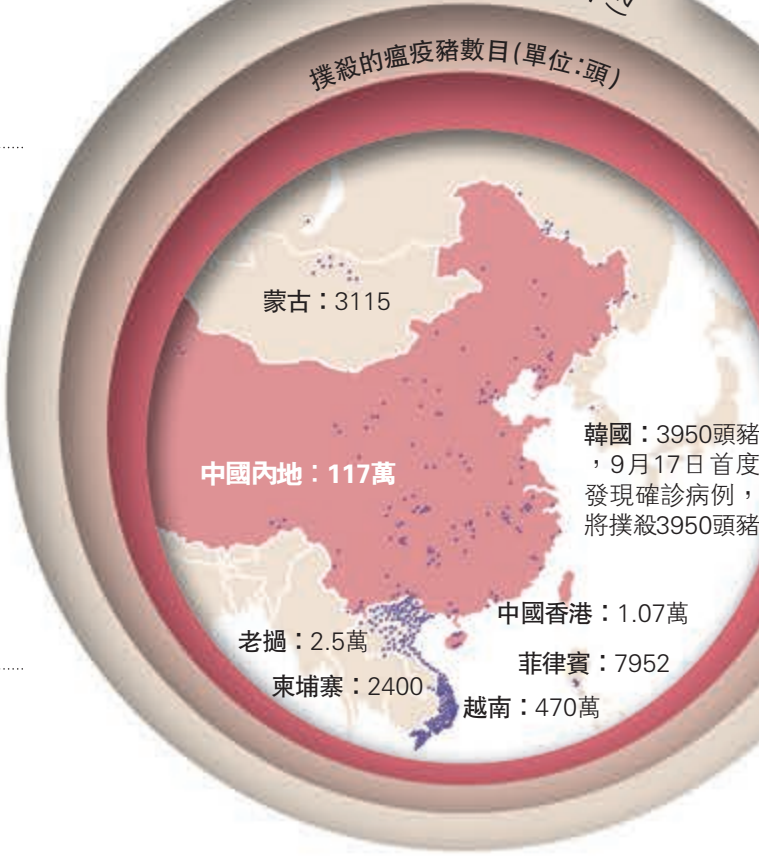 撲殺的瘟疫豬數目(單位:頭)
蒙古：3115
中國內地：117萬
韓國：3950頭豬
，9月17日首度
發現確診病例，
將撲殺3950頭豬
中國香港：1.07萬
老撾：2.5萬
菲律賓：7952
柬埔寨：2400
越南：470萬